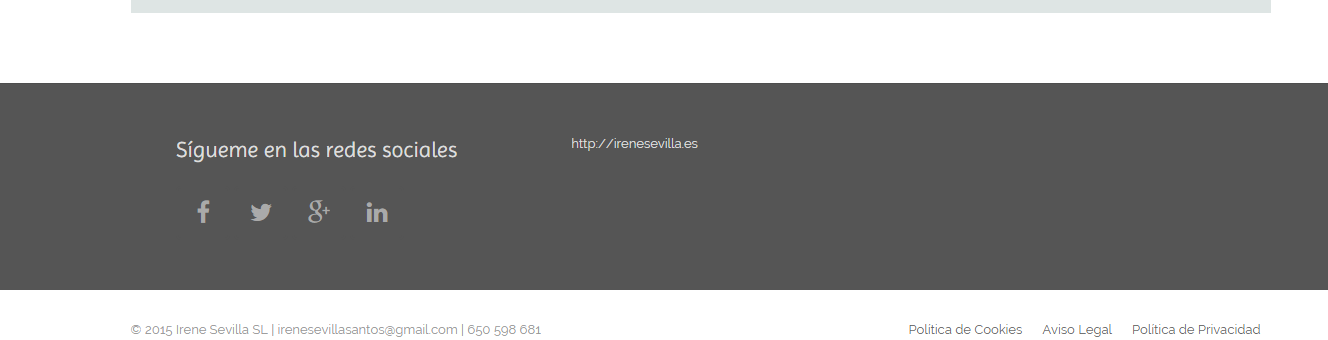 Sígueme en las redes sociales
http://irenesevilla.es
© 2015 Irene Sevilla SL | irenesevillasantos@gmail.com | 650 598 681
Politica de Cookies Aviso Legal Política de Privacidad